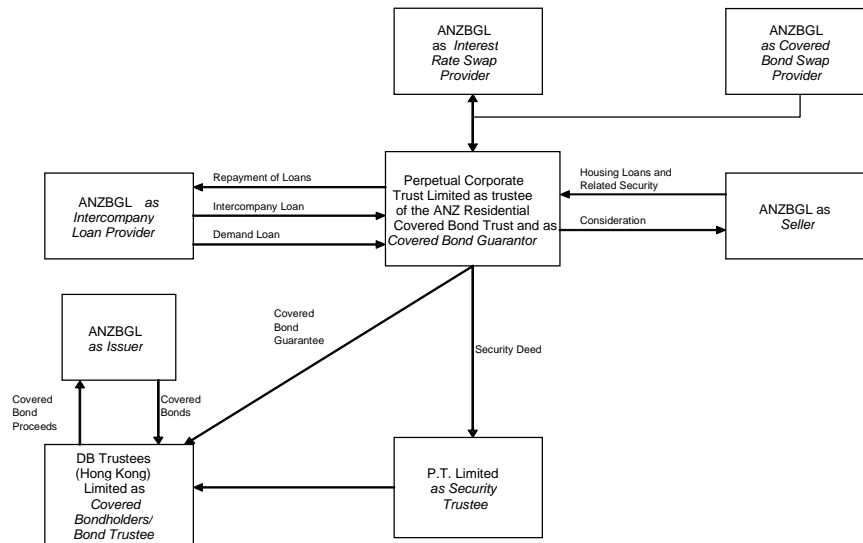 ANZBGL
as Interest
Rate Swap
Provider
ANZBGL
as Covered
Bond Swap
Provider
Repayment of Loans
Intercompany Loan
Demand Loan
ANZBGL as
Intercompany
Loan Provider
Perpetual Corporate
Trust Limited as trustee
of the ANZ Residential
Covered Bond Trust and as
Covered Bond Guarantor
Housing Loans and
Related Security
Consideration
ANZBGL as
Seller
Covered
Bond
Guarantee
Security Deed
ANZBGL
as Issuer
Covered
Bond
Proceeds
Covered
Bonds
DB Trustees
(Hong Kong)
Limited as
Covered
Bondholders/
Bond Trustee
P.T. Limited
as Security
Trustee